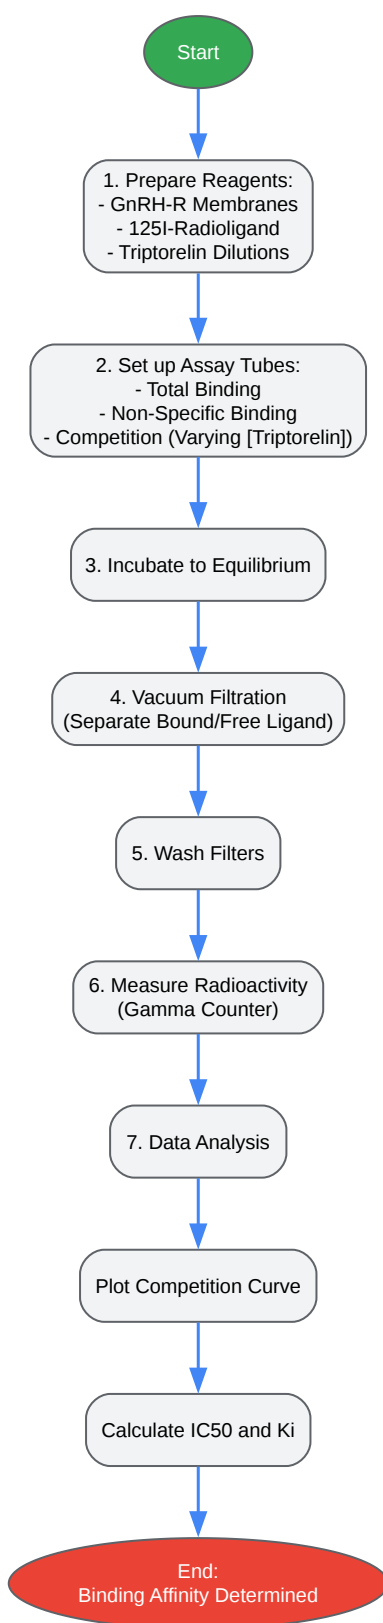 Start
1. Prepare Reagents:
- GnRH-R Membranes
- 125I-Radioligand
- Triptorelin Dilutions
2. Set up Assay Tubes:
- Total Binding
- Non-Specific Binding
- Competition (Varying [Triptorelin])
3. Incubate to Equilibrium
4. Vacuum Filtration
(Separate Bound/Free Ligand)
5. Wash Filters
6. Measure Radioactivity
(Gamma Counter)
7. Data Analysis
Plot Competition Curve
Calculate IC50 and Ki
End:
Binding Affinity Determined